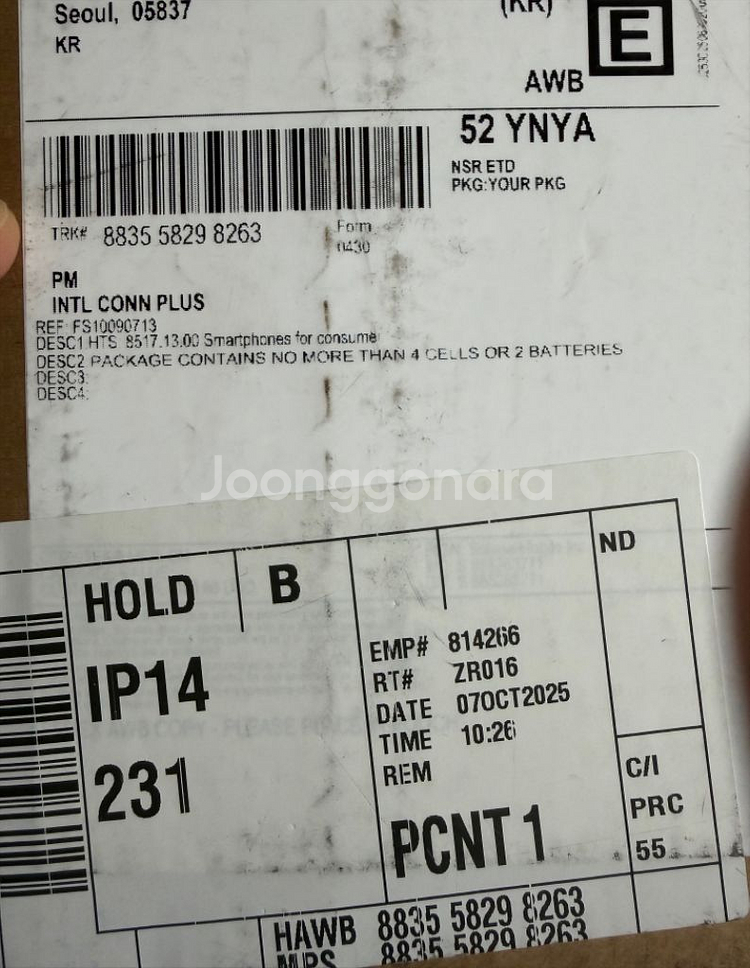 Seoul, 05837
(KR)
KR
E
AWB
52 YNYA
NSR ETD
PKG:YOUR PKG
TRK# 8835 5829 8263
Form
0430
PM
INTL CONN PLUS
REF: FS10090713
DESC1 HTS 8517.13.00 Smartphones for consumer
DESC2 PACKAGE CONTAINS NO MORE THAN 4 CELLS OR 2 BATTERIES
DESC3:
DESC4:
Joonggonara
HOLD
B
ND
IP14
231
EMP# 814266
RT# ZR016
DATE 07OCT2025
TIME 10:26
REM
PCNT 1
C/I
PRC
55
HAWB 8835 5829 8263
MPS 8835 5829 8263